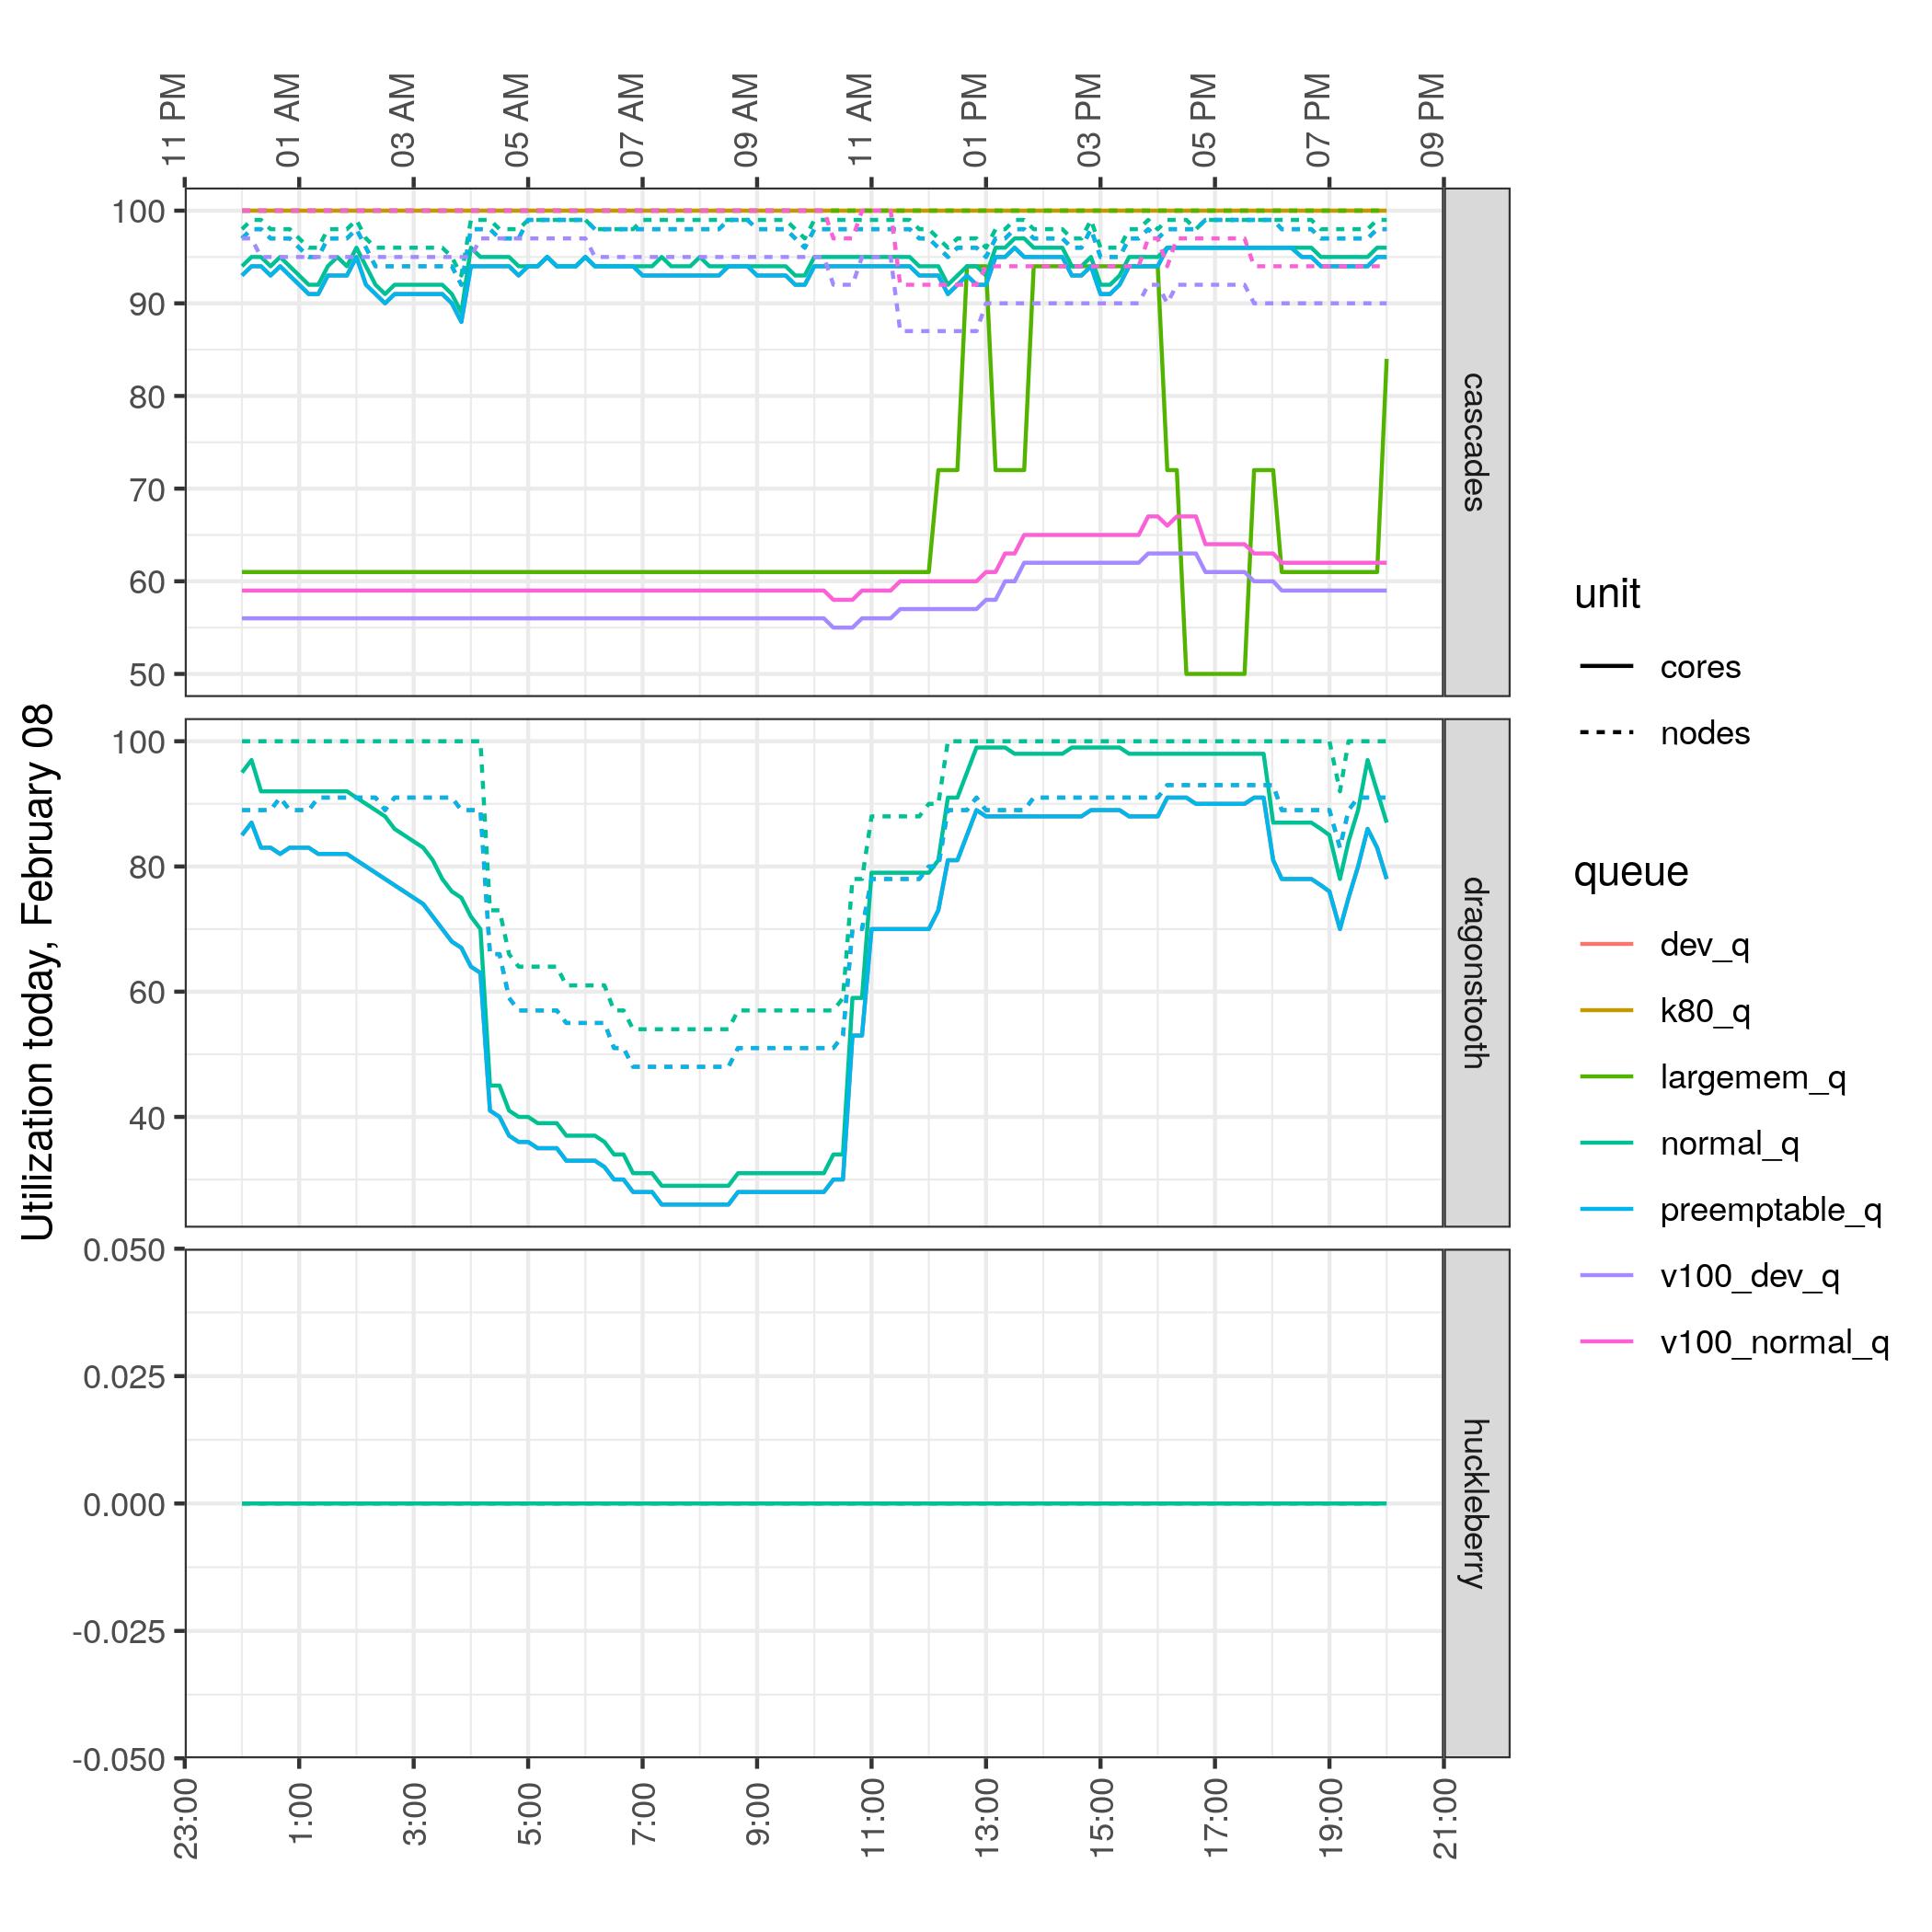 11 PM
01 AM
03 AM
05 AM
07 AM
09 AM
11 AM
01 PM
03 PM
05 PM
07 PM
09 PM
Utilization today, February 08
100
90
80
70
60
50
cascades
100
80
60
40
dragonstooth
0.050
0.025
0.000
-0.025
-0.050
huckleberry
23:00
1:00
3:00
5:00
7:00
9:00
11:00
13:00
15:00
17:00
19:00
21:00
unit
cores
nodes
queue
dev_q
k80_q
largemem_q
normal_q
preemptable_q
v100_dev_q
v100_normal_q